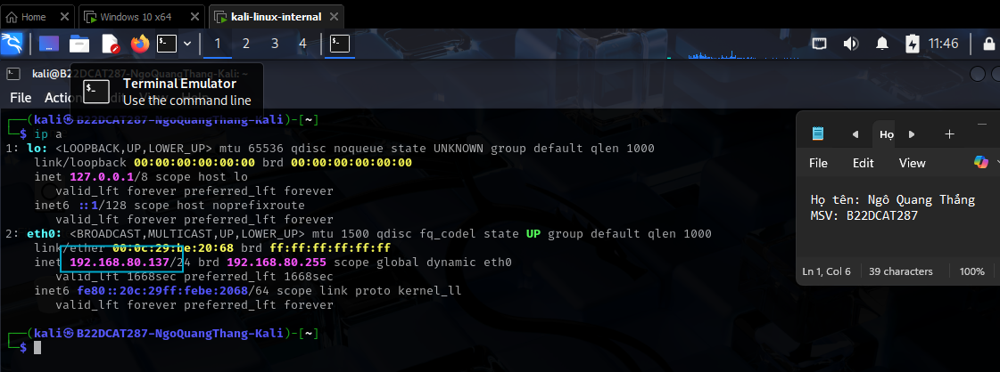 Home
Windows 10 x64
kali-linux-internal
1 2 3 4
11:46
kali@B22DCAT287-NgoQuangThang-Kali: ~
File Action Edit View Help
Terminal Emulator
Use the command line
(kali㉿B22DCAT287-NgoQuangThang-Kali)-[~]
$ ip a
1: lo: <LOOPBACK,UP,LOWER_UP> mtu 65536 qdisc noqueue state UNKNOWN group default qlen 1000
link/loopback 00:00:00:00:00:00 brd 00:00:00:00:00:00
inet 127.0.0.1/8 scope host lo
valid_lft forever preferred_lft forever
inet6 ::1/128 scope host noprefixroute
valid_lft forever preferred_lft forever
2: eth0: <BROADCAST,MULTICAST,UP,LOWER_UP> mtu 1500 qdisc fq_codel state UP group default qlen 1000
link/ether 00:0c:29:be:20:68 brd ff:ff:ff:ff:ff:ff
inet 192.168.80.137/24 brd 192.168.80.255 scope global dynamic eth0
valid_lft 1668sec preferred_lft 1668sec
inet6 fe80::20c:29ff:febe:2068/64 scope link proto kernel_ll
valid_lft forever preferred_lft forever
(kali㉿B22DCAT287-NgoQuangThang-Kali)-[~]
$
Họ
File Edit View
Họ tên: Ngô Quang Thắng
MSV: B22DCAT287
Ln 1, Col 6 39 characters 100%